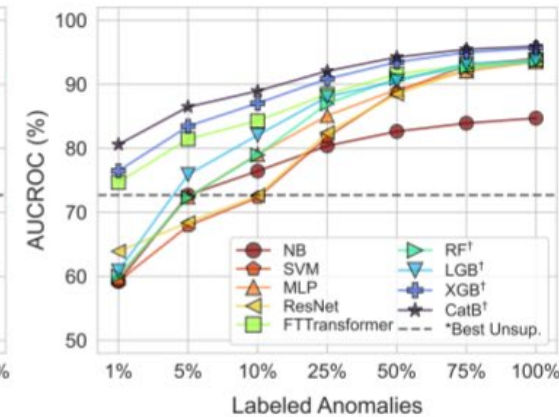 100
90
80
70
60
50
AUCROC (%)
NB
SVM
MLP
ResNet
FTTransformer
RF†
LGB†
XGB†
CatB†
*Best Unsup.
%
1%
5%
10%
25%
50%
75%
100%
Labeled Anomalies